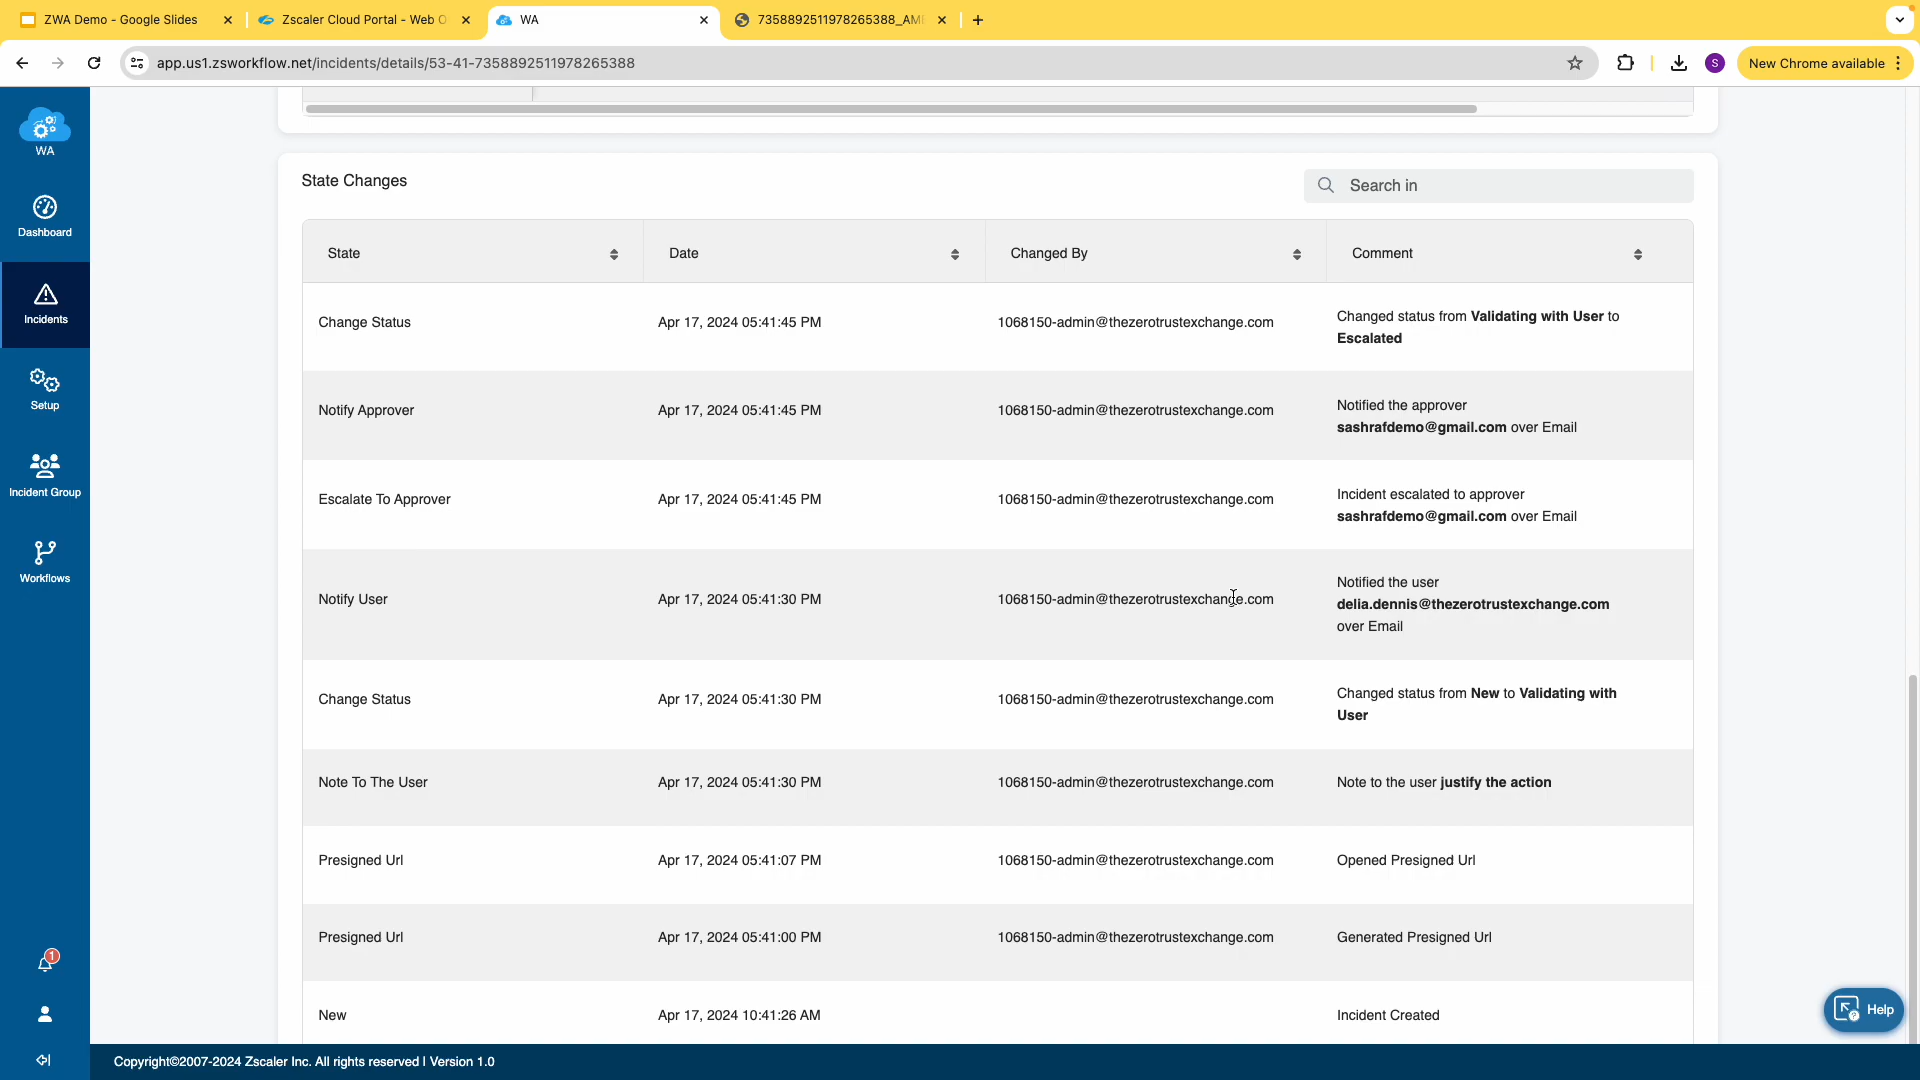 ZWA Demo - Google Slides
Zscaler Cloud Portal - Web O
WA
7358892511978265388_AM
app.us1.zsworkflow.net/incidents/details/53-41-7358892511978265388
S
New Chrome available
WA
Dashboard
Incidents
Setup
Incident Group
Workflows
1
State Changes
Search in
State Date Changed By Comment
Change Status Apr 17, 2024 05:41:45 PM 1068150-admin@thezerotrustexchange.com Changed status from Validating with User to
Escalated
Notify Approver Apr 17, 2024 05:41:45 PM 1068150-admin@thezerotrustexchange.com Notified the approver
sashrafdemo@gmail.com over Email
Escalate To Approver Apr 17, 2024 05:41:45 PM 1068150-admin@thezerotrustexchange.com Incident escalated to approver
sashrafdemo@gmail.com over Email
Notify User Apr 17, 2024 05:41:30 PM 1068150-admin@thezerotrustexchange.com Notified the user
delia.dennis@thezerotrustexchange.com
over Email
Change Status Apr 17, 2024 05:41:30 PM 1068150-admin@thezerotrustexchange.com Changed status from New to Validating with
User
Note To The User Apr 17, 2024 05:41:30 PM 1068150-admin@thezerotrustexchange.com Note to the user justify the action
Presigned Url Apr 17, 2024 05:41:07 PM 1068150-admin@thezerotrustexchange.com Opened Presigned Url
Presigned Url Apr 17, 2024 05:41:00 PM 1068150-admin@thezerotrustexchange.com Generated Presigned Url
New Apr 17, 2024 10:41:26 AM Incident Created
Help
Copyright©2007-2024 Zscaler Inc. All rights reserved | Version 1.0